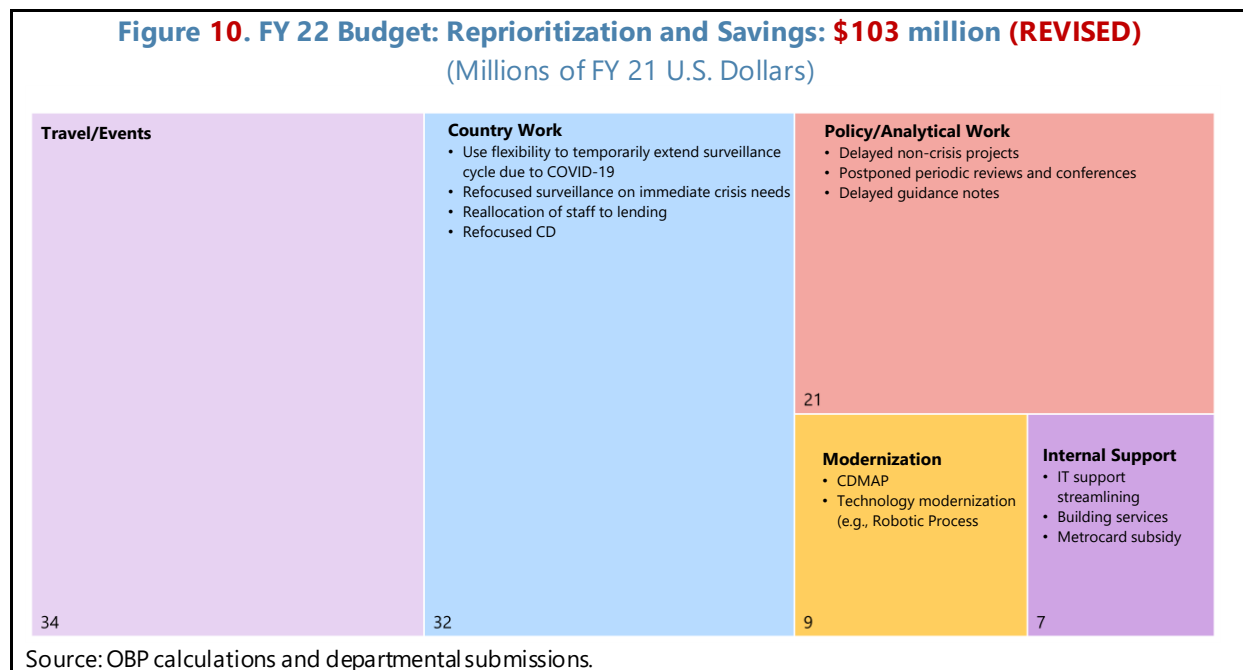 Figure 10. FY 22 Budget: Reprioritization and Savings: $103 million (REVISED)
(Millions of FY 21 U.S. Dollars)
Travel/Events
34
Country Work
• Use flexibility to temporarily extend surveillance
cycle due to COVID-19
• Refocused surveillance on immediate crisis needs
• Reallocation of staff to lending
• Refocused CD
32
Policy/Analytical Work
• Delayed non-crisis projects
• Postponed periodic reviews and conferences
• Delayed guidance notes
21
Modernization
• CDMAP
• Technology modernization
(e.g., Robotic Process
9
Internal Support
• IT support
streamlining
• Building services
• Metrocard subsidy
7
Source: OBP calculations and departmental submissions.